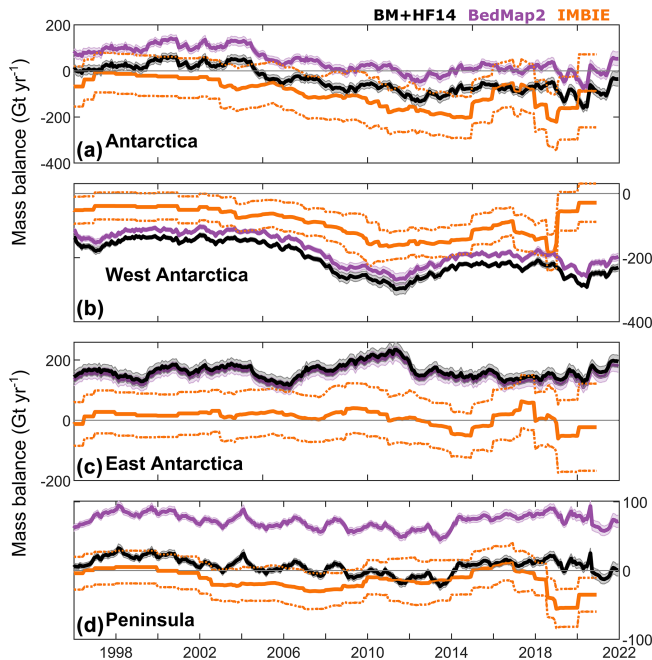 BM+HF14 BedMap2 IMBIE
200
0
-200
-400
Mass balance (Gt yr⁻¹)
(a) Antarctica
0
-200
-400
(b) West Antarctica
200
0
-200
Mass balance (Gt yr⁻¹)
(c) East Antarctica
100
0
-100
(d) Peninsula
1998 2002 2006 2010 2014 2018 2022